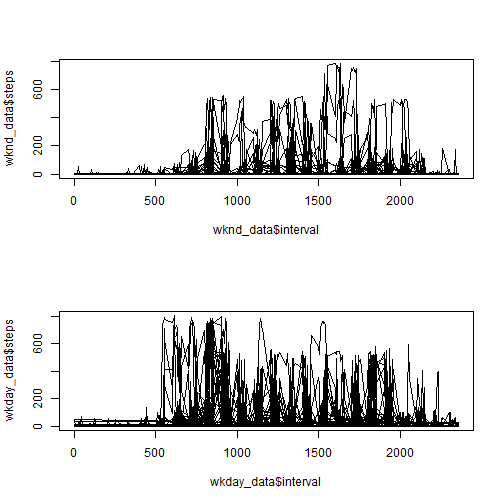 wknd_data$steps
600
200
0
0 500 1000 1500 2000
wknd_data$interval
wkday_data$steps
600
200
0
0 500 1000 1500 2000
wkday_data$interval